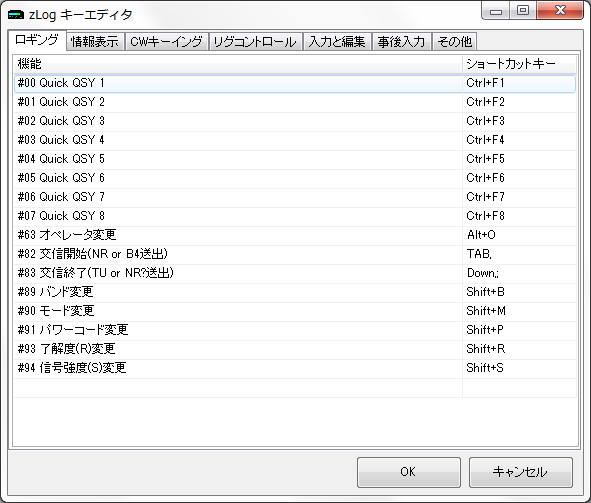 zLog キーエディタ
ロギング 情報表示 CWキーイング リグコントロール 入力と編集 事後入力 その他
機能 ショートカットキー
#00 Quick QSY 1 Ctrl+F1
#01 Quick QSY 2 Ctrl+F2
#02 Quick QSY 3 Ctrl+F3
#03 Quick QSY 4 Ctrl+F4
#04 Quick QSY 5 Ctrl+F5
#05 Quick QSY 6 Ctrl+F6
#06 Quick QSY 7 Ctrl+F7
#07 Quick QSY 8 Ctrl+F8
#63 オペレータ変更 Alt+O
#82 交信開始(NR or B4送出) TAB,
#83 交信終了(TU or NR?送出) Down,;
#89 バンド変更 Shift+B
#90 モード変更 Shift+M
#91 パワーコード変更 Shift+P
#93 了解度(R)変更 Shift+R
#94 信号強度(S)変更 Shift+S
OK キャンセル